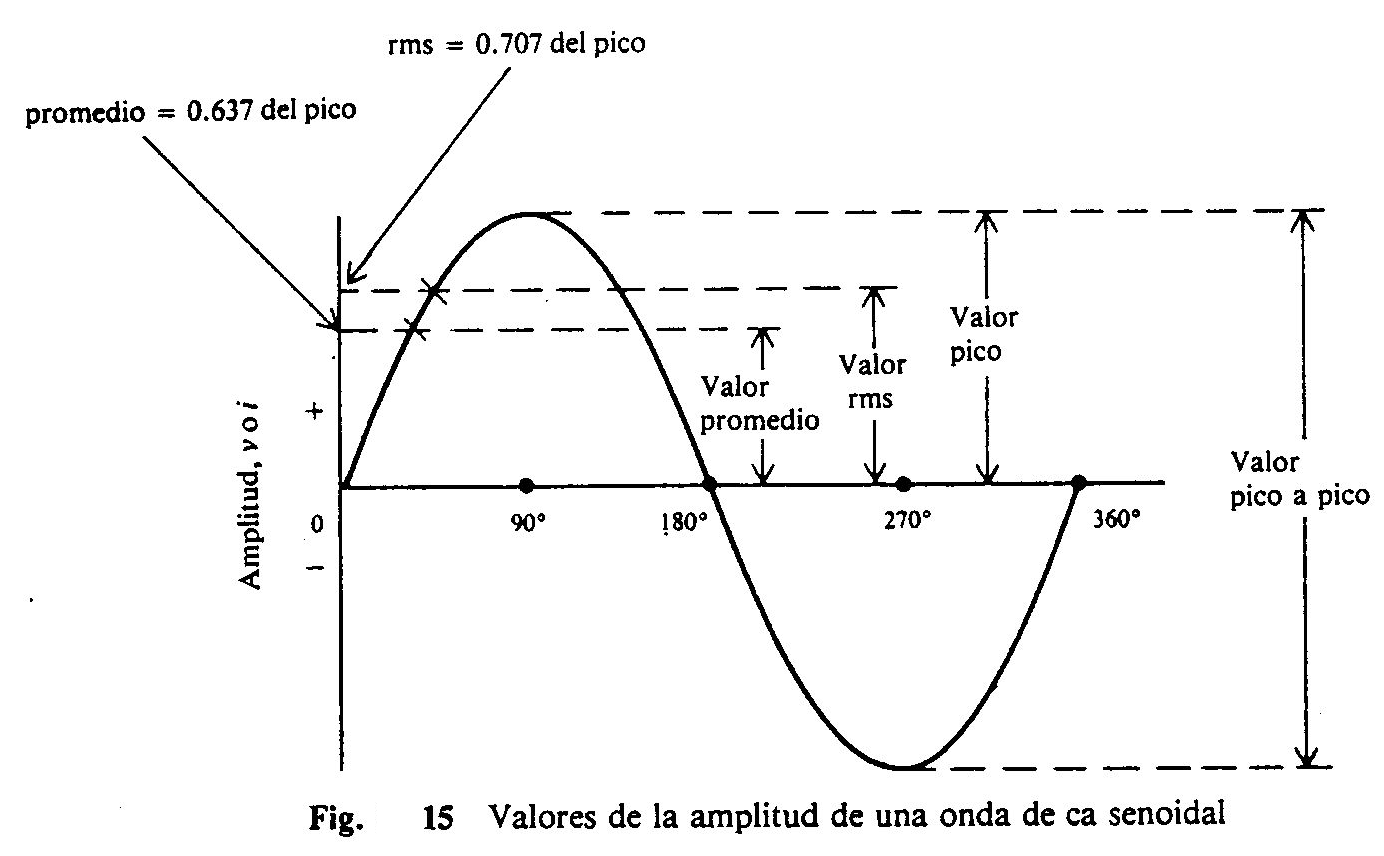 rms = 0.707 del pico
promedio = 0.637 del pico
Valor
pico
Valor
rms
Valor
promedio
Amplitud, v o i
+
0
−
90°
180°
270°
360°
Valor
pico a pico
Fig. 15 Valores de la amplitud de una onda de ca senoidal